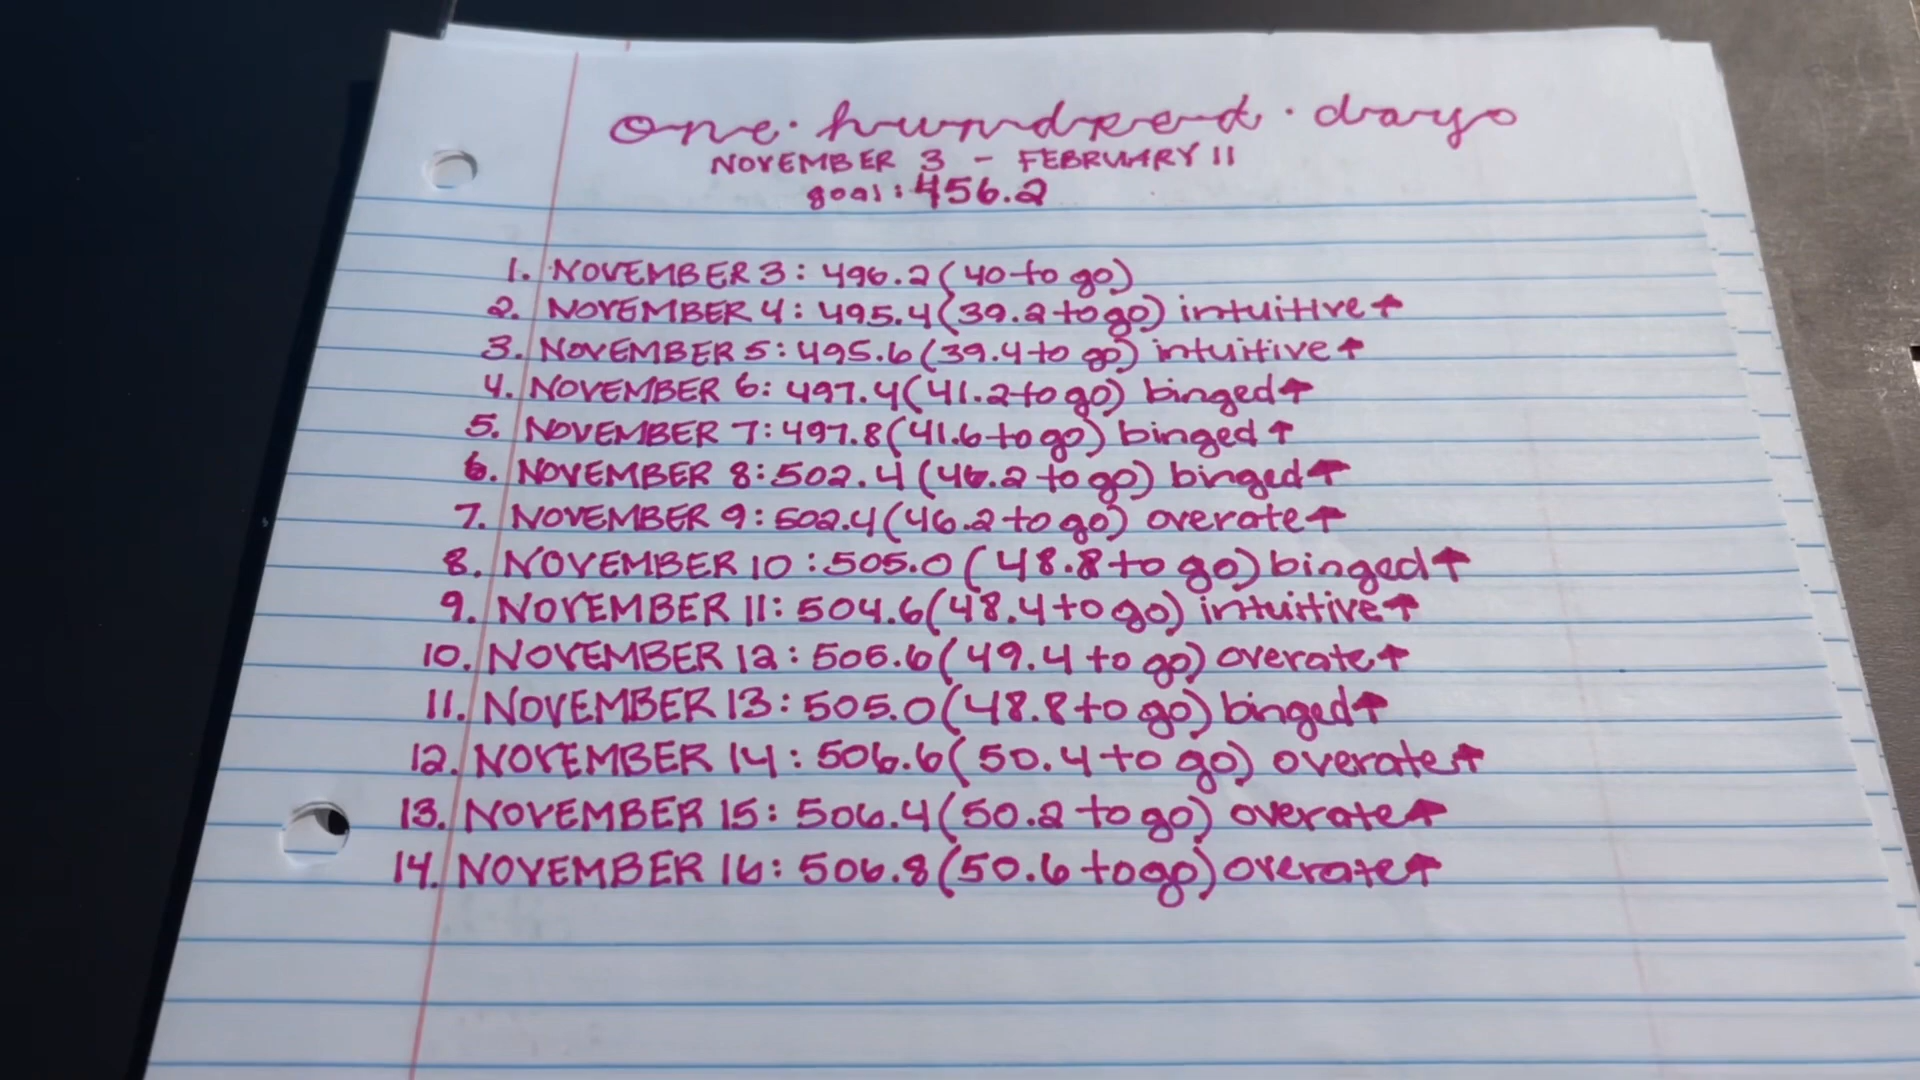 one·hundred·days
NOVEMBER 3 - FEBRUARY 11
goal: 456.2
1. NOVEMBER 3: 496.2 (40 to go)
2. NOVEMBER 4: 495.4 (39.2 to go) intuitive ↑
3. NOVEMBER 5: 495.6 (39.4 to go) intuitive ↑
4. NOVEMBER 6: 497.4 (41.2 to go) binged ↑
5. NOVEMBER 7: 497.8 (41.6 to go) binged ↑
6. NOVEMBER 8: 502.4 (46.2 to go) binged ↑
7. NOVEMBER 9: 502.4 (46.2 to go) overate ↑
8. NOVEMBER 10: 505.0 (48.8 to go) binged ↑
9. NOVEMBER 11: 504.6 (48.4 to go) intuitive ↑
10. NOVEMBER 12: 505.6 (49.4 to go) overate ↑
11. NOVEMBER 13: 505.0 (48.8 to go) binged ↑
12. NOVEMBER 14: 506.6 (50.4 to go) overate ↑
13. NOVEMBER 15: 506.4 (50.2 to go) overate ↑
14. NOVEMBER 16: 506.8 (50.6 to go) overate ↑